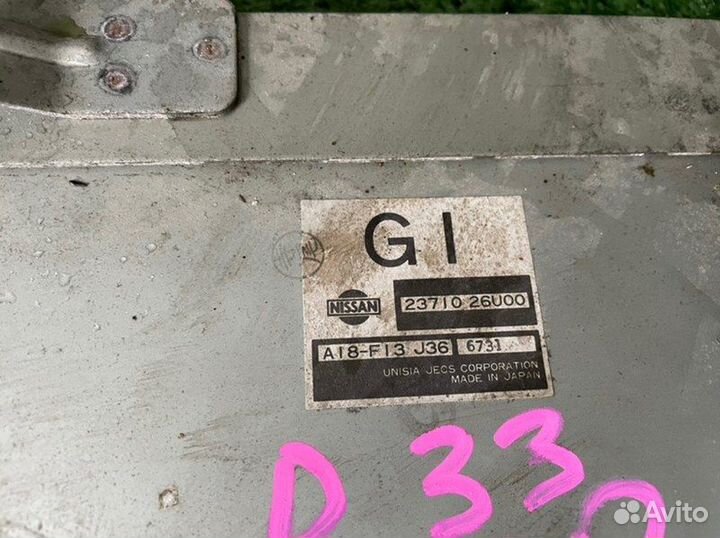 GI
NISSAN 23710 26U00
A18-F13 J36 6731
UNISIA JECS CORPORATION
MADE IN JAPAN
R 33
Avito